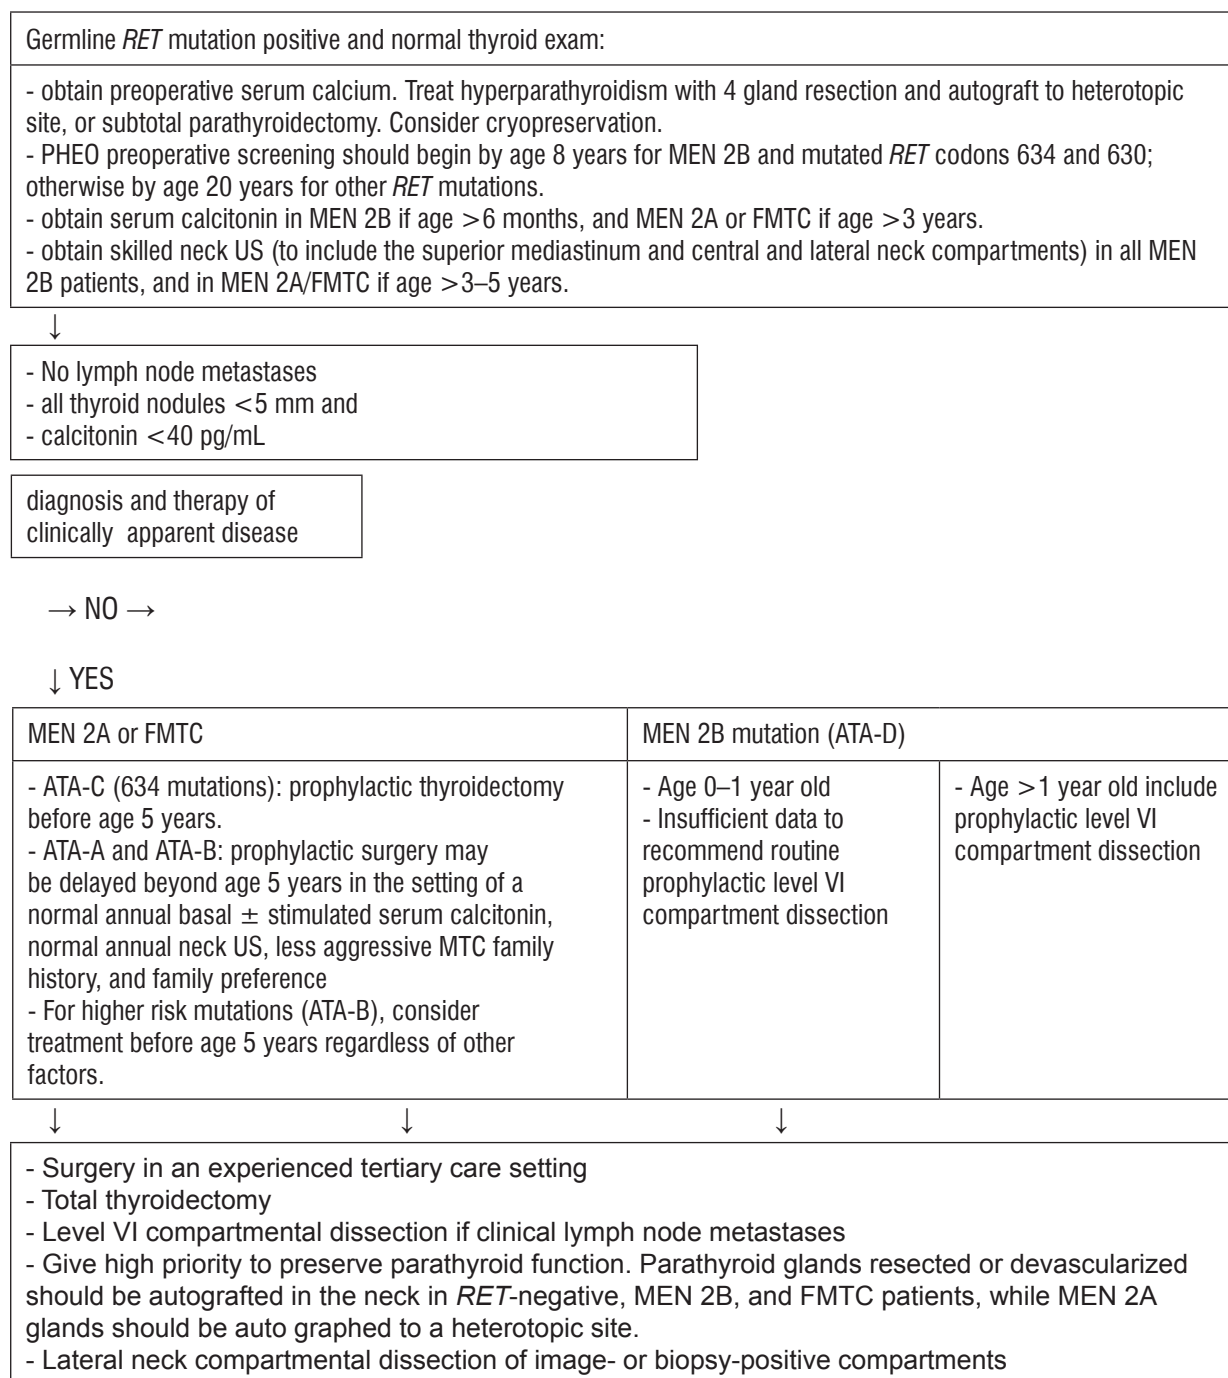 Germline RET mutation positive and normal thyroid exam:
- obtain preoperative serum calcium. Treat hyperparathyroidism with 4 gland resection and autograft to heterotopic
site, or subtotal parathyroidectomy. Consider cryopreservation.
- PHEO preoperative screening should begin by age 8 years for MEN 2B and mutated RET codons 634 and 630;
otherwise by age 20 years for other RET mutations.
- obtain serum calcitonin in MEN 2B if age >6 months, and MEN 2A or FMTC if age >3 years.
- obtain skilled neck US (to include the superior mediastinum and central and lateral neck compartments) in all MEN
2B patients, and in MEN 2A/FMTC if age >3–5 years.
↓
- No lymph node metastases
- all thyroid nodules <5 mm and
- calcitonin <40 pg/mL
diagnosis and therapy of
clinically apparent disease
→ NO →
↓ YES
MEN 2A or FMTC
- ATA-C (634 mutations): prophylactic thyroidectomy
before age 5 years.
- ATA-A and ATA-B: prophylactic surgery may
be delayed beyond age 5 years in the setting of a
normal annual basal ± stimulated serum calcitonin,
normal annual neck US, less aggressive MTC family
history, and family preference
- For higher risk mutations (ATA-B), consider
treatment before age 5 years regardless of other
factors.
MEN 2B mutation (ATA-D)
- Age 0–1 year old
- Insufficient data to
recommend routine
prophylactic level VI
compartment dissection
- Age >1 year old include
prophylactic level VI
compartment dissection
↓ ↓ ↓
- Surgery in an experienced tertiary care setting
- Total thyroidectomy
- Level VI compartmental dissection if clinical lymph node metastases
- Give high priority to preserve parathyroid function. Parathyroid glands resected or devascularized
should be autografted in the neck in RET-negative, MEN 2B, and FMTC patients, while MEN 2A
glands should be auto graphed to a heterotopic site.
- Lateral neck compartmental dissection of image- or biopsy-positive compartments